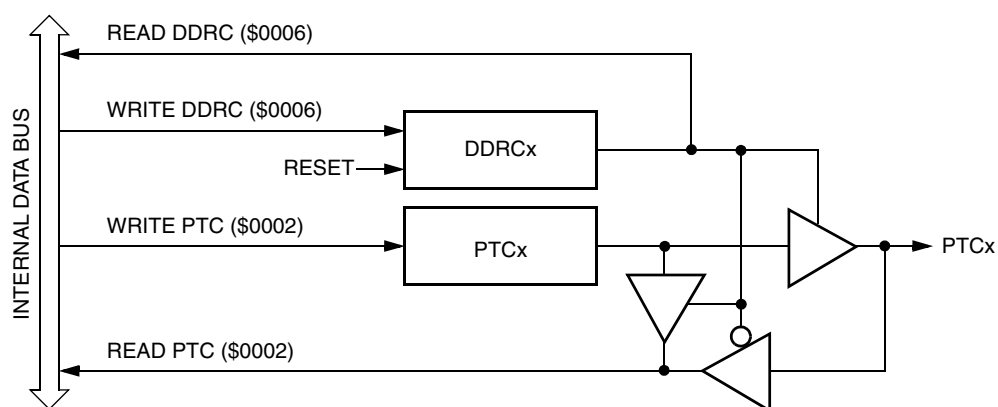 READ DDRC ($0006)
WRITE DDRC ($0006)
DDRCx
RESET
INTERNAL DATA BUS
WRITE PTC ($0002)
PTCx
PTCx
READ PTC ($0002)